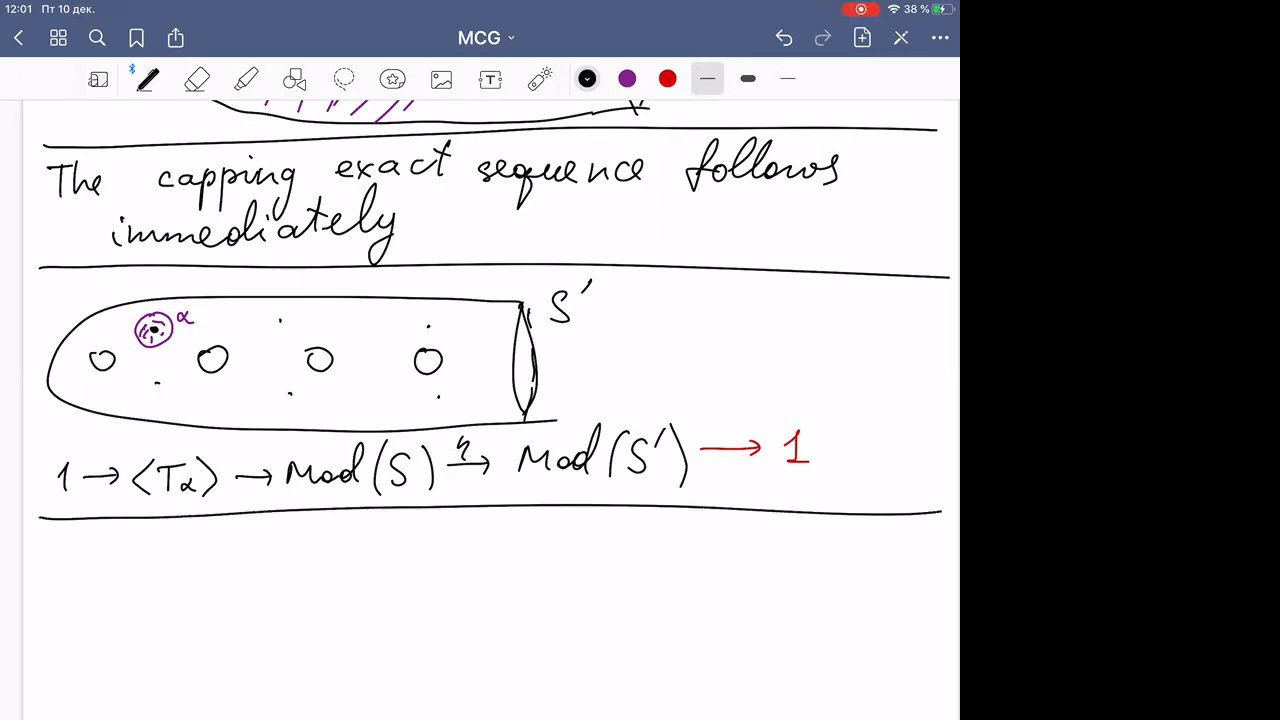 12:01 Пт 10 дек. 38 %
MCG
T
The capping exact sequence follows
immediately
α
S′
1 → ⟨Tα⟩ → Mod(S) →η Mod(S′) → 1